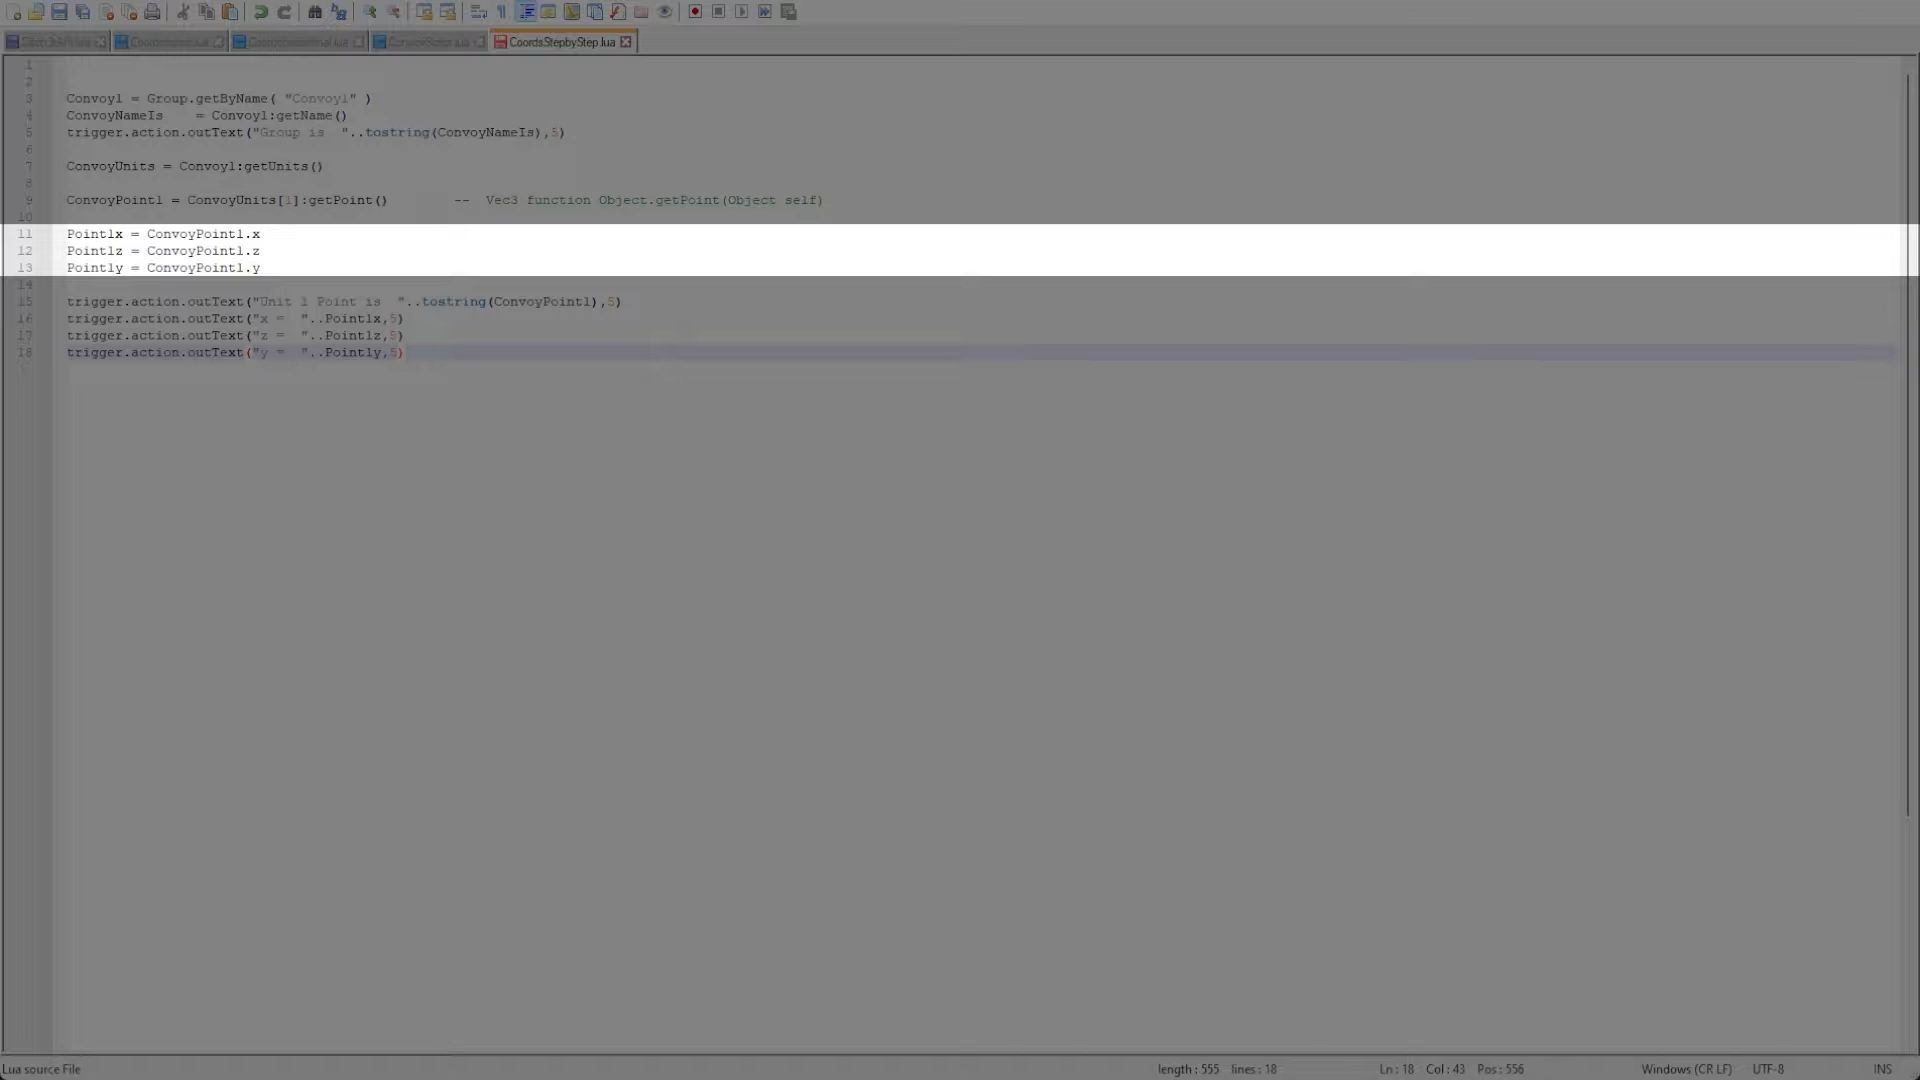 CoordsStepbyStep.lua
1
2
3 Convoy1 = Group.getByName( "Convoy1" )
4 ConvoyNameIs    = Convoy1:getName()
5 trigger.action.outText("Group is  "..tostring(ConvoyNameIs),5)
6
7 ConvoyUnits = Convoy1:getUnits()
8
9 ConvoyPoint1 = ConvoyUnits[1]:getPoint()        --  Vec3 function Object.getPoint(Object self)
10
11 Point1x = ConvoyPoint1.x
12 Point1z = ConvoyPoint1.z
13 Point1y = ConvoyPoint1.y
14
15 trigger.action.outText("Unit 1 Point is  "..tostring(ConvoyPoint1),5)
16 trigger.action.outText("x =  "..Point1x,5)
17 trigger.action.outText("z =  "..Point1z,5)
18 trigger.action.outText("y =  "..Point1y,5)
Lua source File length : 555 lines : 18 Ln : 18 Col : 43 Pos : 556 Windows (CR LF) UTF-8 INS